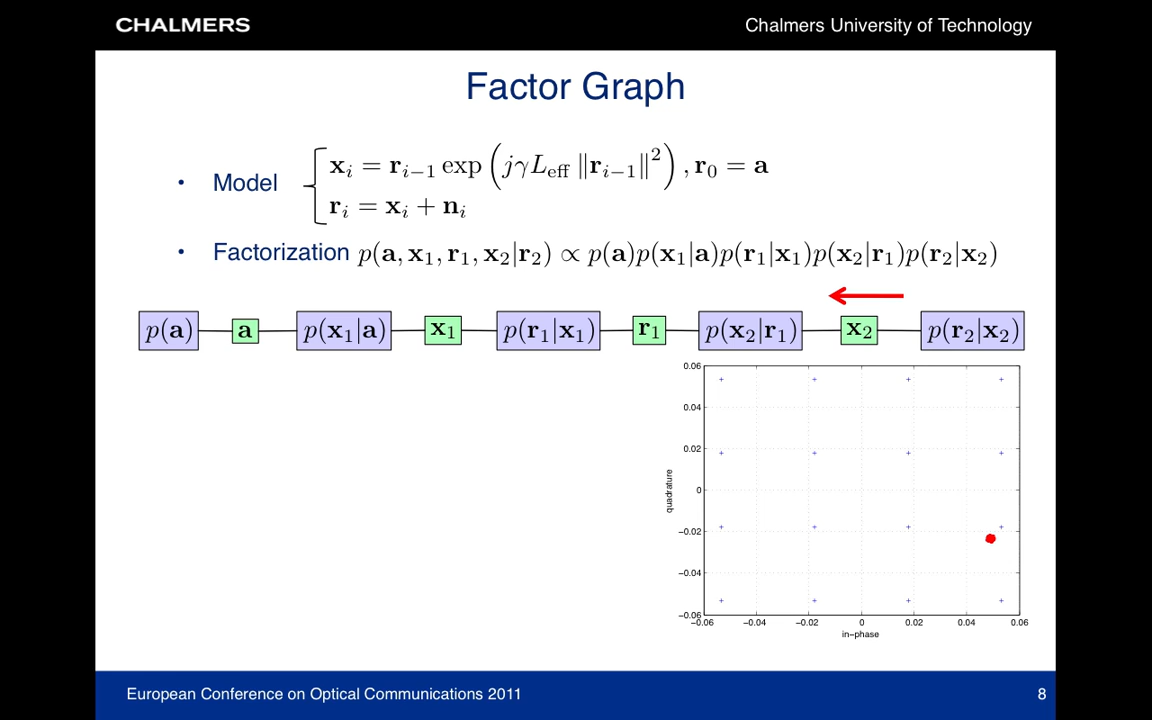 CHALMERS
Chalmers University of Technology
Factor Graph
• Model { 𝐱ᵢ = 𝐫ᵢ₋₁ exp (jγL_eff ‖𝐫ᵢ₋₁‖²), 𝐫₀ = 𝐚
𝐫ᵢ = 𝐱ᵢ + 𝐧ᵢ
• Factorization p(𝐚, 𝐱₁, 𝐫₁, 𝐱₂|𝐫₂) ∝ p(𝐚)p(𝐱₁|𝐚)p(𝐫₁|𝐱₁)p(𝐱₂|𝐫₁)p(𝐫₂|𝐱₂)
p(𝐚) 𝐚 p(𝐱₁|𝐚) 𝐱₁ p(𝐫₁|𝐱₁) 𝐫₁ p(𝐱₂|𝐫₁) 𝐱₂ p(𝐫₂|𝐱₂)
0.06
0.04
0.02
0
−0.02
−0.04
−0.06
quadrature
−0.06 −0.04 −0.02 0 0.02 0.04 0.06
in−phase
European Conference on Optical Communications 2011
8